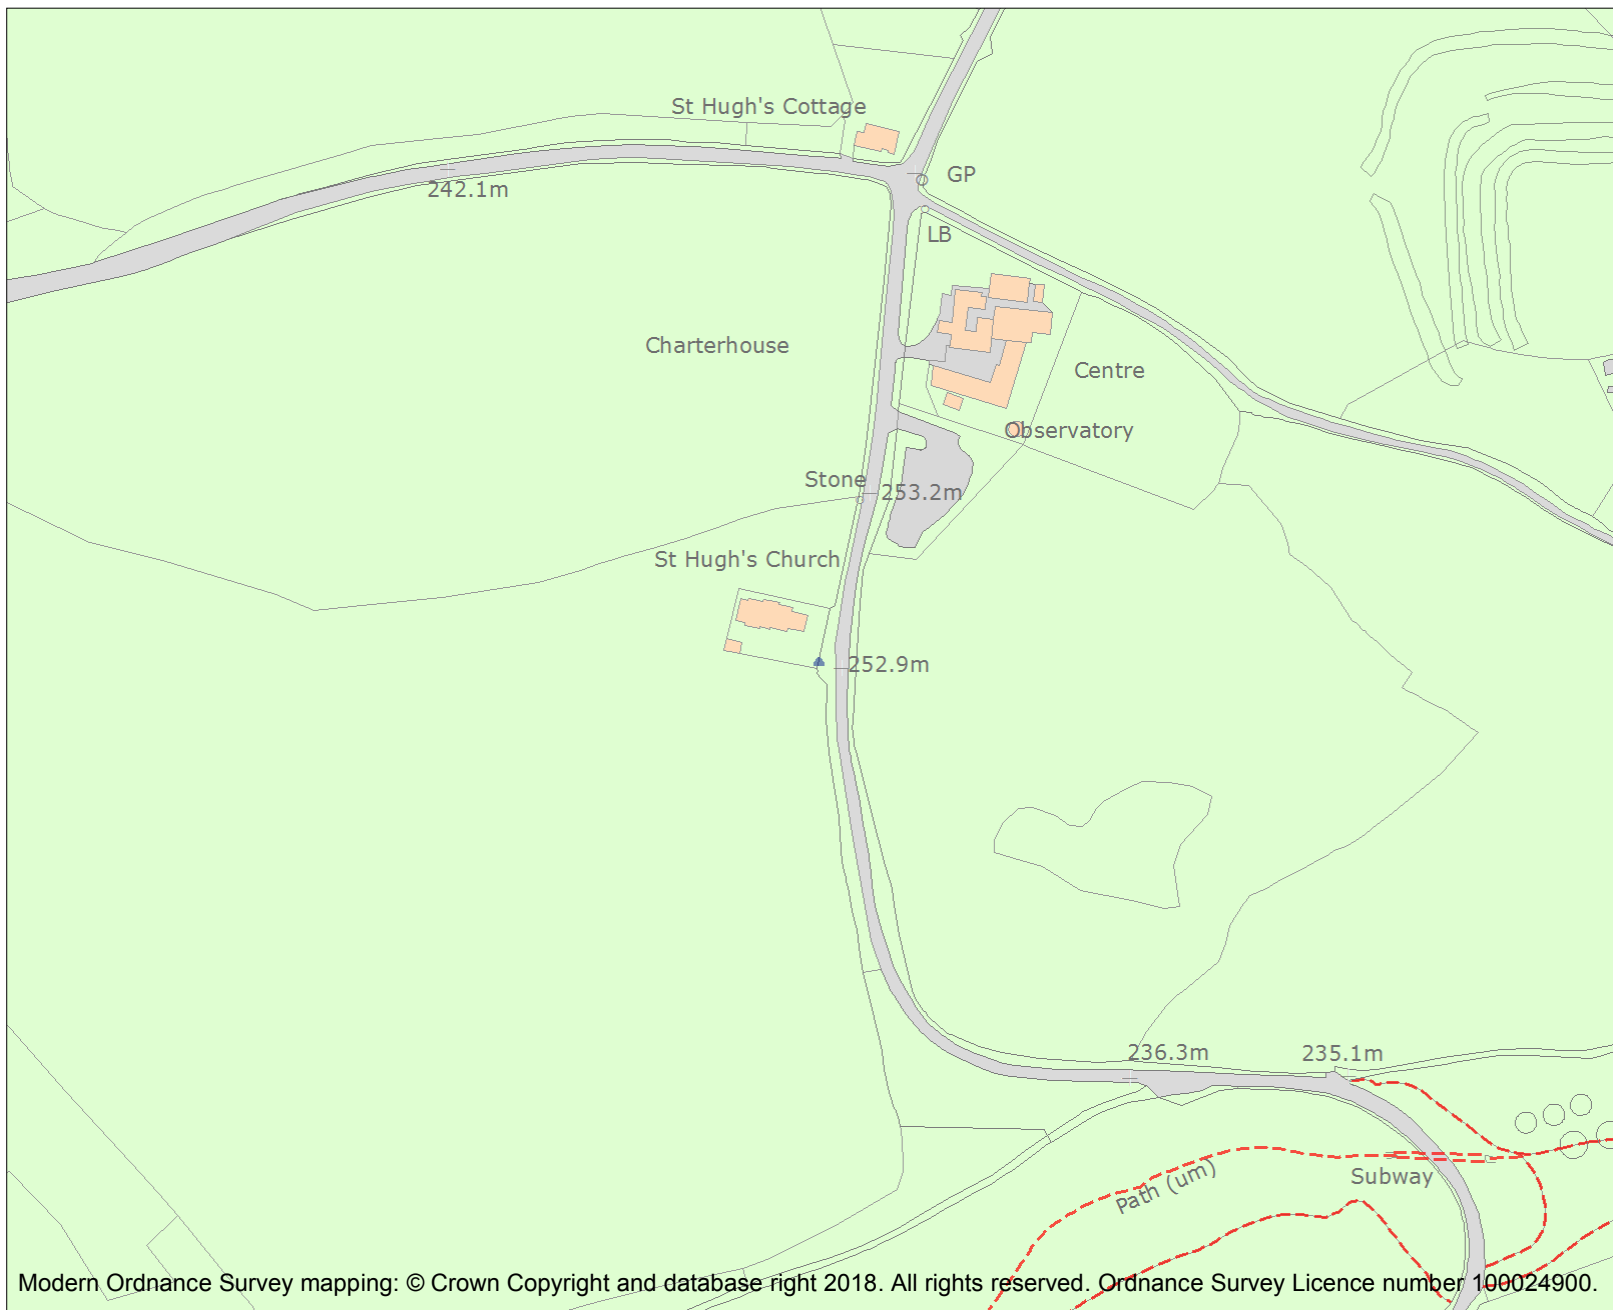 St Hugh's Cottage
GP
242.1m
LB
Charterhouse
Centre
Observatory
Stone
253.2m
St Hugh's Church
252.9m
236.3m
235.1m
Subway
Path (um)
Modern Ordnance Survey mapping: © Crown Copyright and database right 2018. All rights reserved. Ordnance Survey Licence number 100024900.